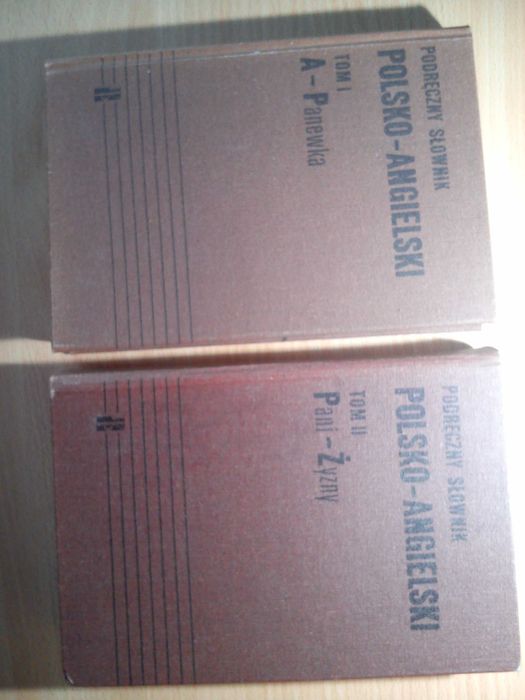 PODRĘCZNY SŁOWNIK
POLSKO-ANGIELSKI
TOM I
A - Panewka
PODRĘCZNY SŁOWNIK
POLSKO-ANGIELSKI
TOM II
Pani - Żyzny